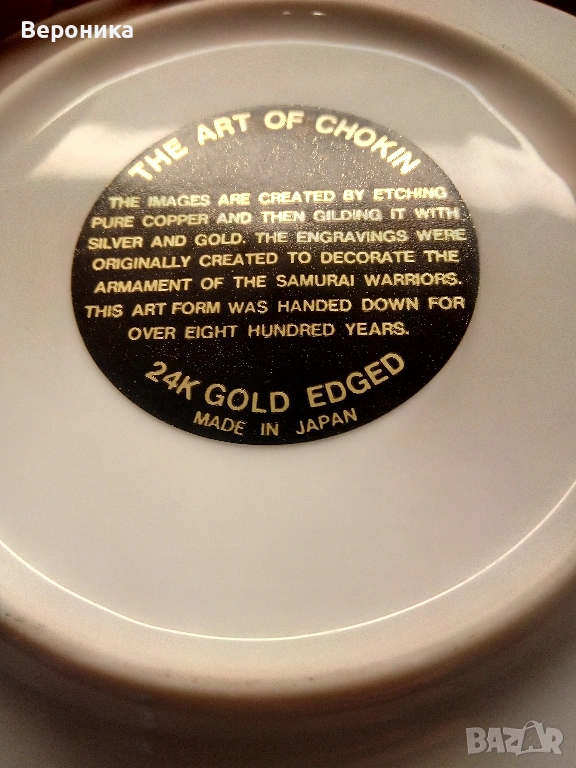 Вероника
THE ART OF CHOKIN
THE IMAGES ARE CREATED BY ETCHING
PURE COPPER AND THEN GILDING IT WITH
SILVER AND GOLD. THE ENGRAVINGS WERE
ORIGINALLY CREATED TO DECORATE THE
ARMAMENT OF THE SAMURAI WARRIORS.
THIS ART FORM WAS HANDED DOWN FOR
OVER EIGHT HUNDRED YEARS.
24K GOLD EDGED
MADE IN JAPAN
BAZAR